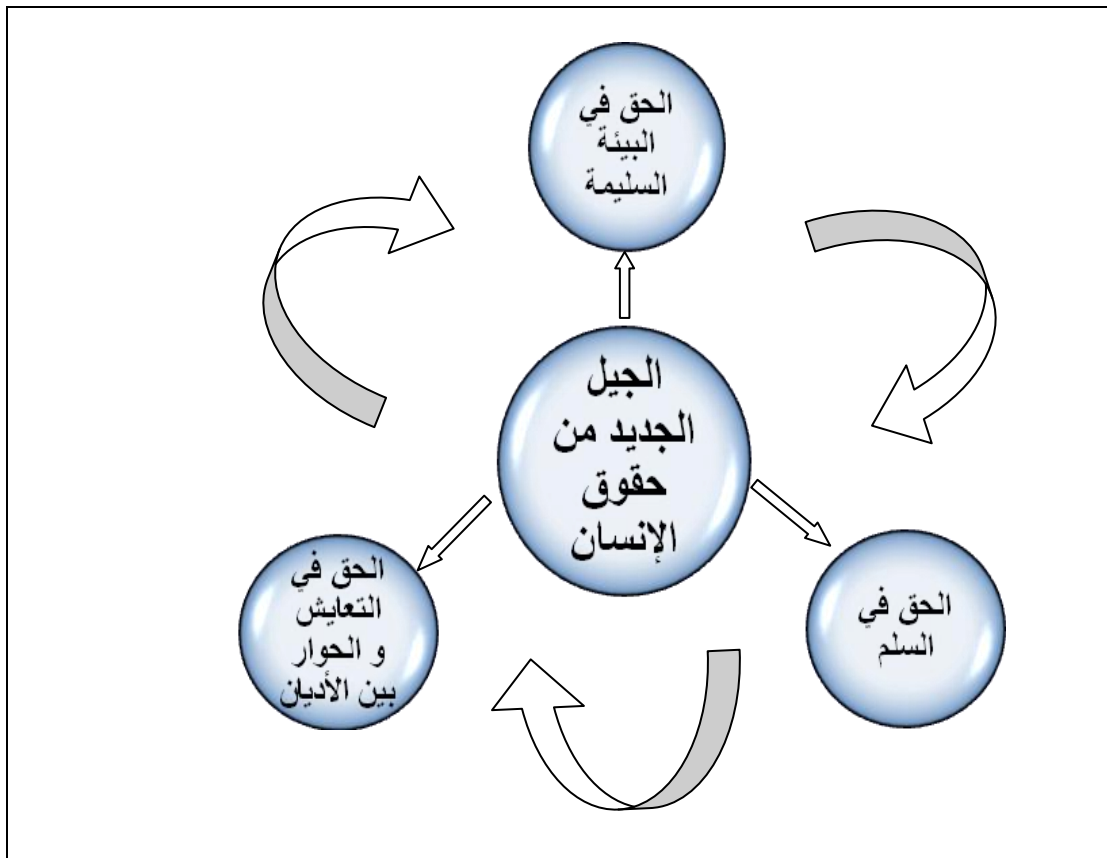 الحق في
البيئة
السليمة
الجيل
الجديد من
حقوق
الإنسان
الحق في
السلم
الحق في
التعايش
و الحوار
بين الأديان